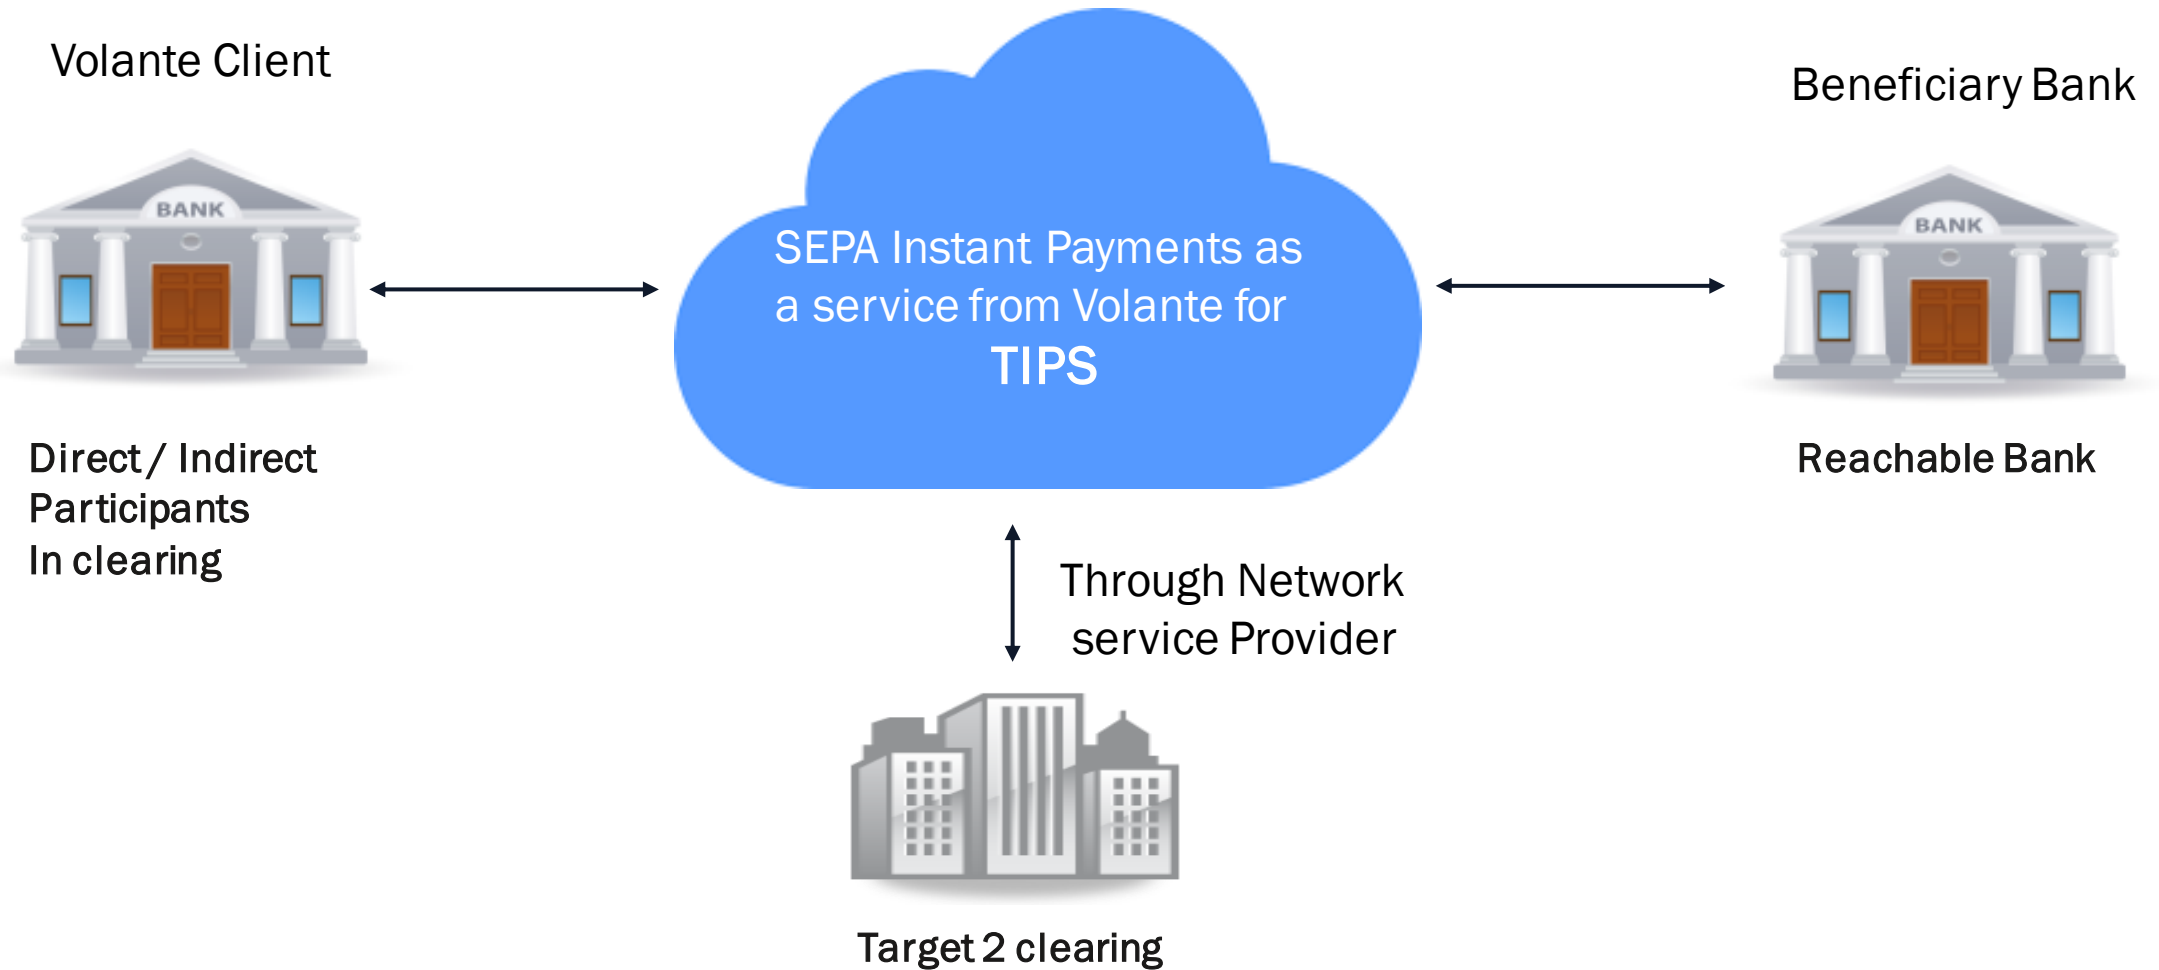 Volante Client
Beneficiary Bank
BANK
BANK
SEPA Instant Payments as
a service from Volante for
TIPS
Direct / Indirect
Participants
In clearing
Reachable Bank
Through Network
service Provider
Target 2 clearing